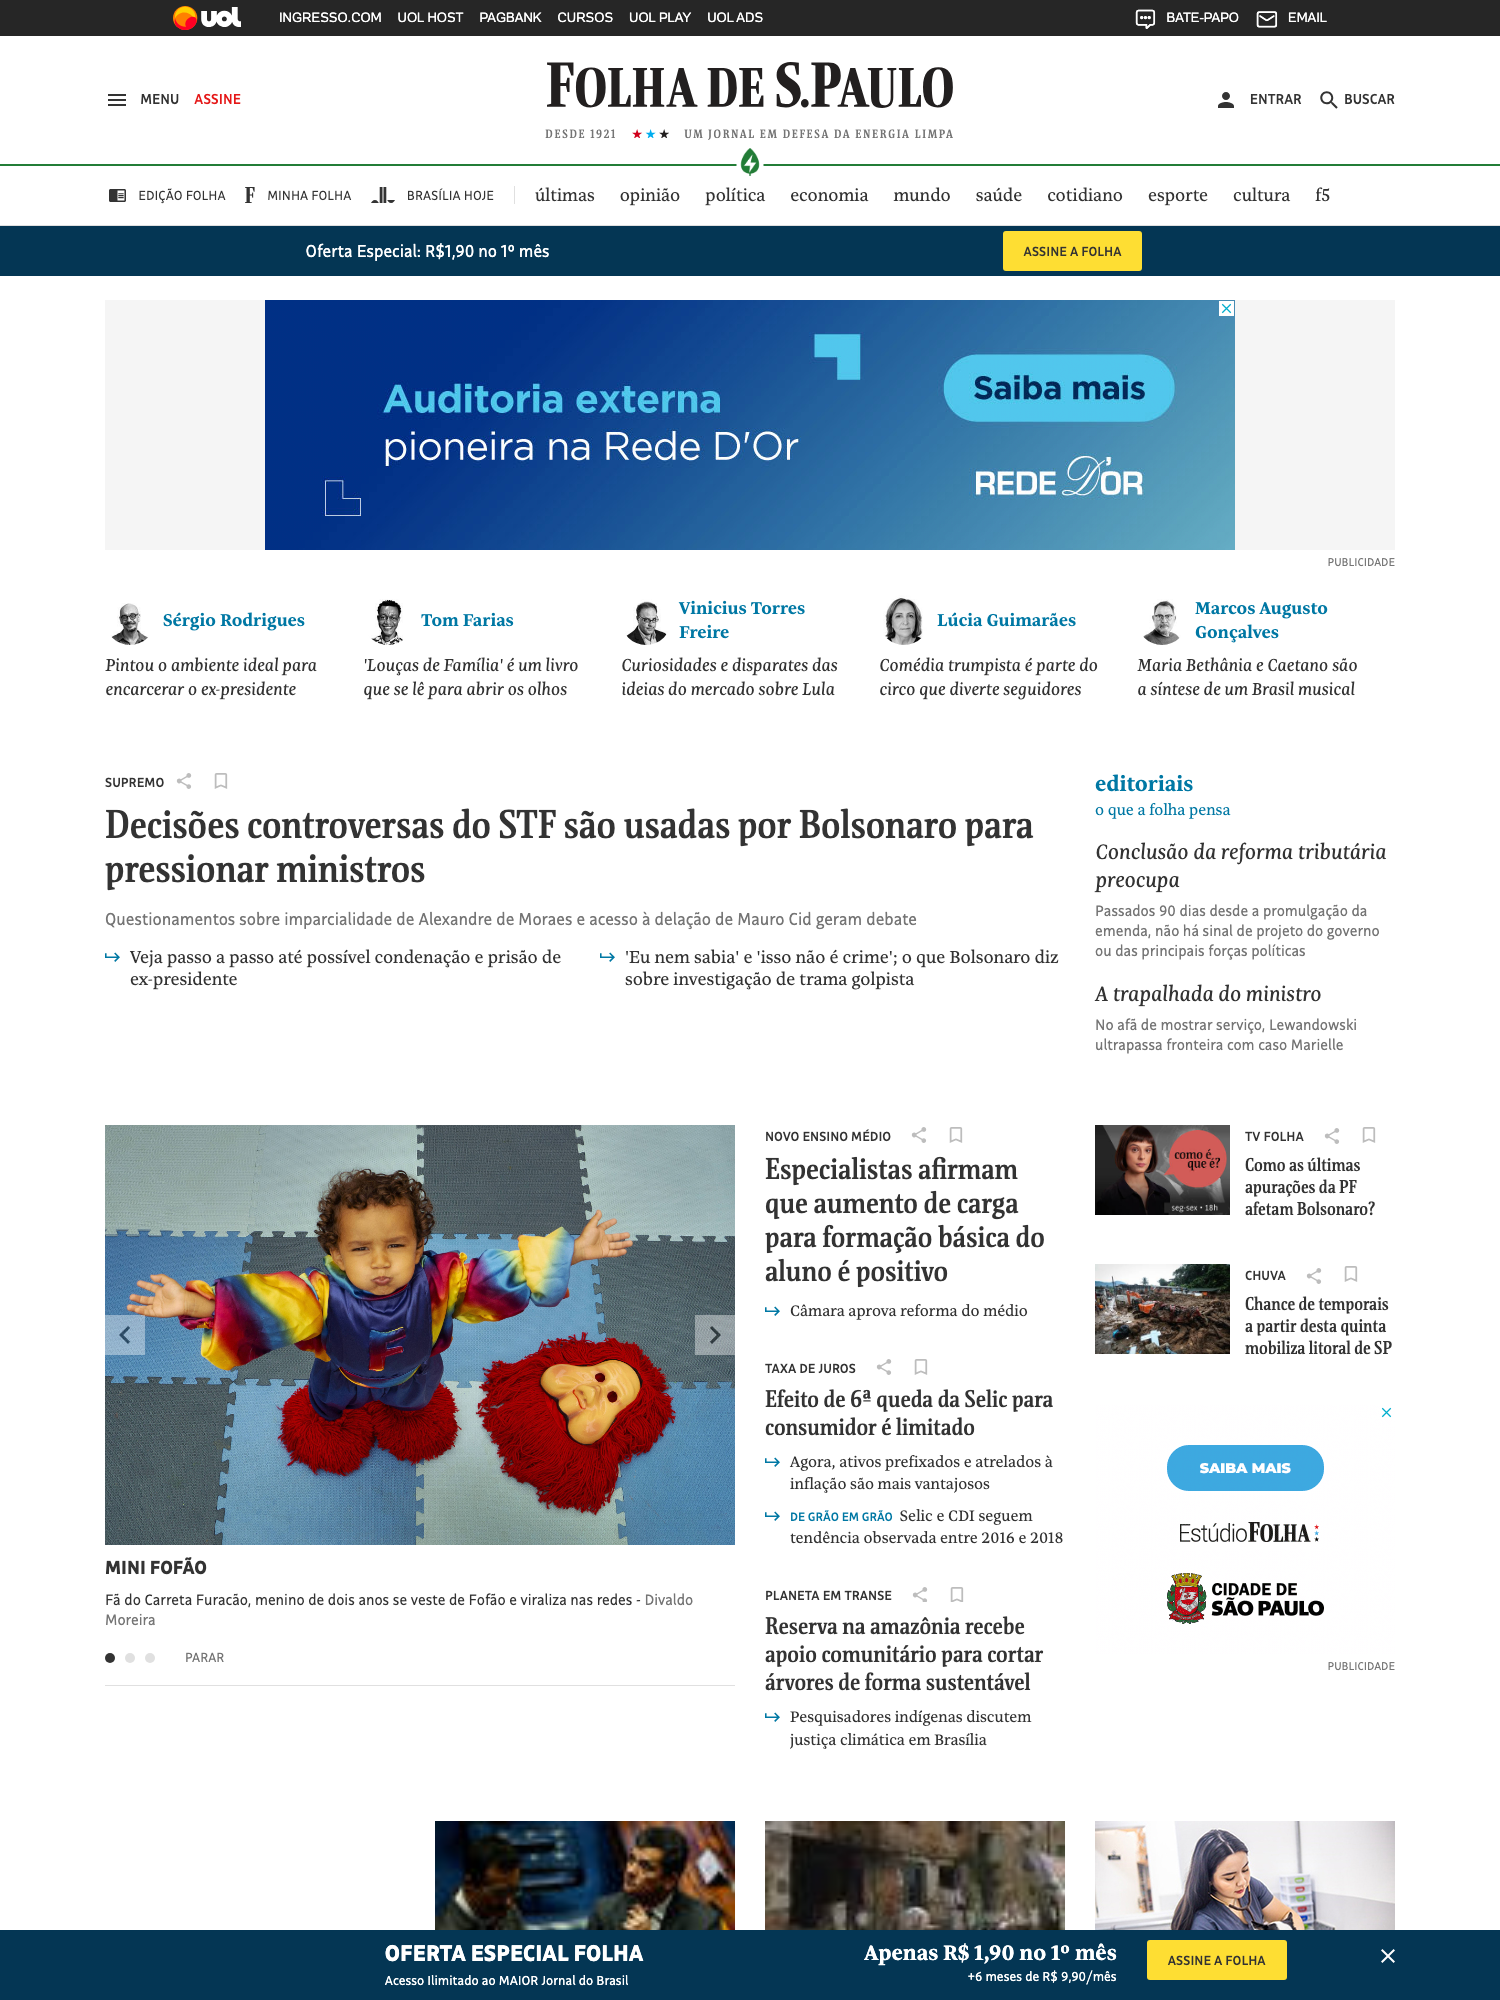 uol INGRESSO.COM UOL HOST PAGBANK CURSOS UOL PLAY UOL ADS BATE-PAPO EMAIL
MENU ASSINE
FOLHA DE S.PAULO
DESDE 1921 ★★★ UM JORNAL EM DEFESA DA ENERGIA LIMPA
ENTRAR BUSCAR
EDIÇÃO FOLHA F MINHA FOLHA BRASÍLIA HOJE últimas opinião política economia mundo saúde cotidiano esporte cultura f5
Oferta Especial: R$1,90 no 1º mês ASSINE A FOLHA
Auditoria externa
pioneira na Rede D'Or
Saiba mais
REDE D'OR
PUBLICIDADE
Sérgio Rodrigues
Pintou o ambiente ideal para
encarcerar o ex-presidente
Tom Farias
'Louças de Família' é um livro
que se lê para abrir os olhos
Vinicius Torres
Freire
Curiosidades e disparates das
ideias do mercado sobre Lula
Lúcia Guimarães
Comédia trumpista é parte do
circo que diverte seguidores
Marcos Augusto
Gonçalves
Maria Bethânia e Caetano são
a síntese de um Brasil musical
SUPREMO
Decisões controversas do STF são usadas por Bolsonaro para
pressionar ministros
Questionamentos sobre imparcialidade de Alexandre de Moraes e acesso à delação de Mauro Cid geram debate
Veja passo a passo até possível condenação e prisão de
ex-presidente
'Eu nem sabia' e 'isso não é crime'; o que Bolsonaro diz
sobre investigação de trama golpista
editoriais
o que a folha pensa
Conclusão da reforma tributária
preocupa
Passados 90 dias desde a promulgação da
emenda, não há sinal de projeto do governo
ou das principais forças políticas
A trapalhada do ministro
No afã de mostrar serviço, Lewandowski
ultrapassa fronteira com caso Marielle
F
MINI FOFÃO
Fã do Carreta Furacão, menino de dois anos se veste de Fofão e viraliza nas redes - Divaldo
Moreira
PARAR
NOVO ENSINO MÉDIO
Especialistas afirmam
que aumento de carga
para formação básica do
aluno é positivo
Câmara aprova reforma do médio
TAXA DE JUROS
Efeito de 6ª queda da Selic para
consumidor é limitado
Agora, ativos prefixados e atrelados à
inflação são mais vantajosos
DE GRÃO EM GRÃO Selic e CDI seguem
tendência observada entre 2016 e 2018
PLANETA EM TRANSE
Reserva na amazônia recebe
apoio comunitário para cortar
árvores de forma sustentável
Pesquisadores indígenas discutem
justiça climática em Brasília
como é
que é?
seg-sex • 18h
TV FOLHA
Como as últimas
apurações da PF
afetam Bolsonaro?
CHUVA
Chance de temporais
a partir desta quinta
mobiliza litoral de SP
SAIBA MAIS
EstúdioFOLHA
CIDADE DE
SÃO PAULO
PUBLICIDADE
OFERTA ESPECIAL FOLHA
Acesso Ilimitado ao MAIOR Jornal do Brasil
Apenas R$ 1,90 no 1º mês
+6 meses de R$ 9,90/mês
ASSINE A FOLHA